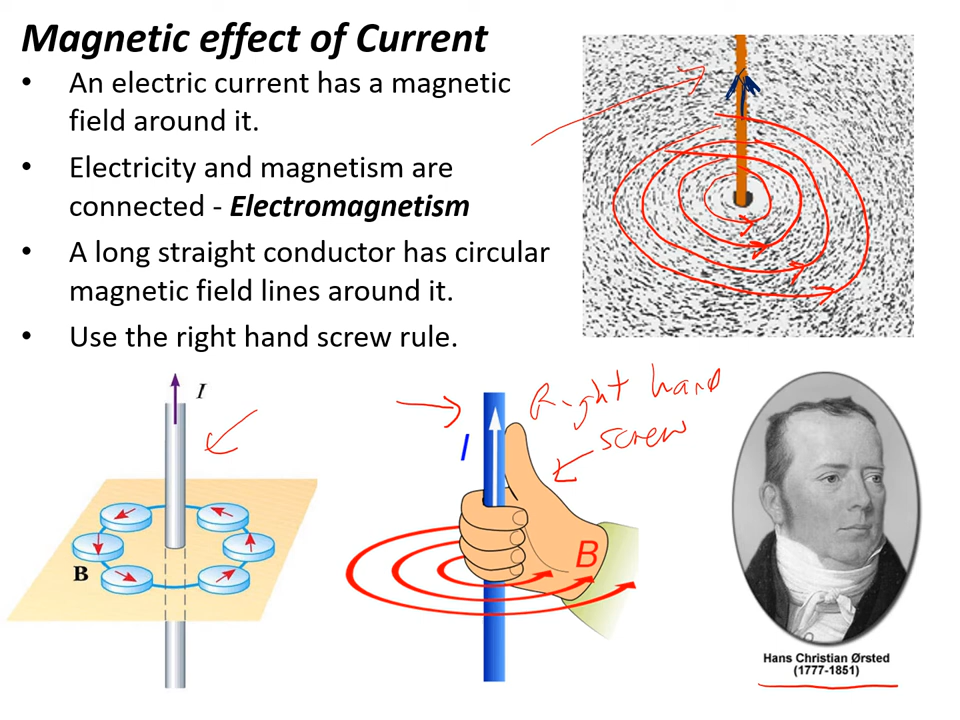 Magnetic effect of Current
• An electric current has a magnetic
field around it.
• Electricity and magnetism are
connected - Electromagnetism
• A long straight conductor has circular
magnetic field lines around it.
• Use the right hand screw rule.
I
B
I
Right hand
screw
B
Hans Christian Ørsted
(1777-1851)